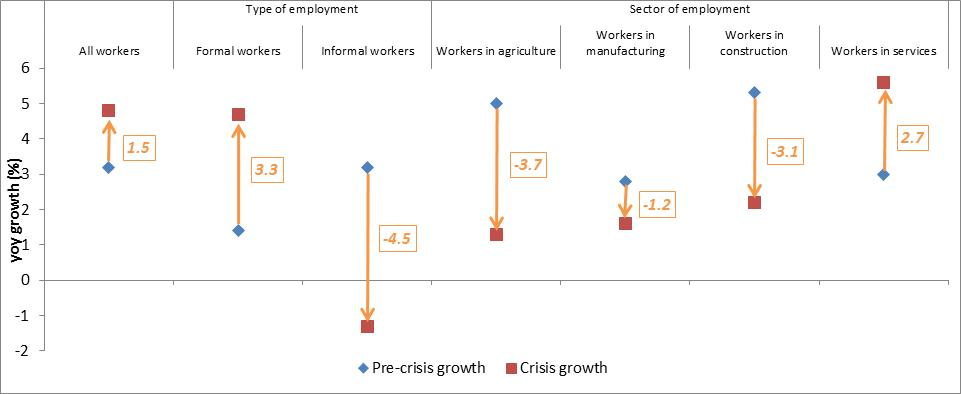 Type of employment
Sector of employment
All workers
Formal workers
Informal workers
Workers in agriculture
Workers in
manufacturing
Workers in
construction
Workers in services
yoy growth (%)
6
5
4
3
2
1
0
-1
-2
1.5
3.3
-4.5
-3.7
-1.2
-3.1
2.7
Pre-crisis growth
Crisis growth